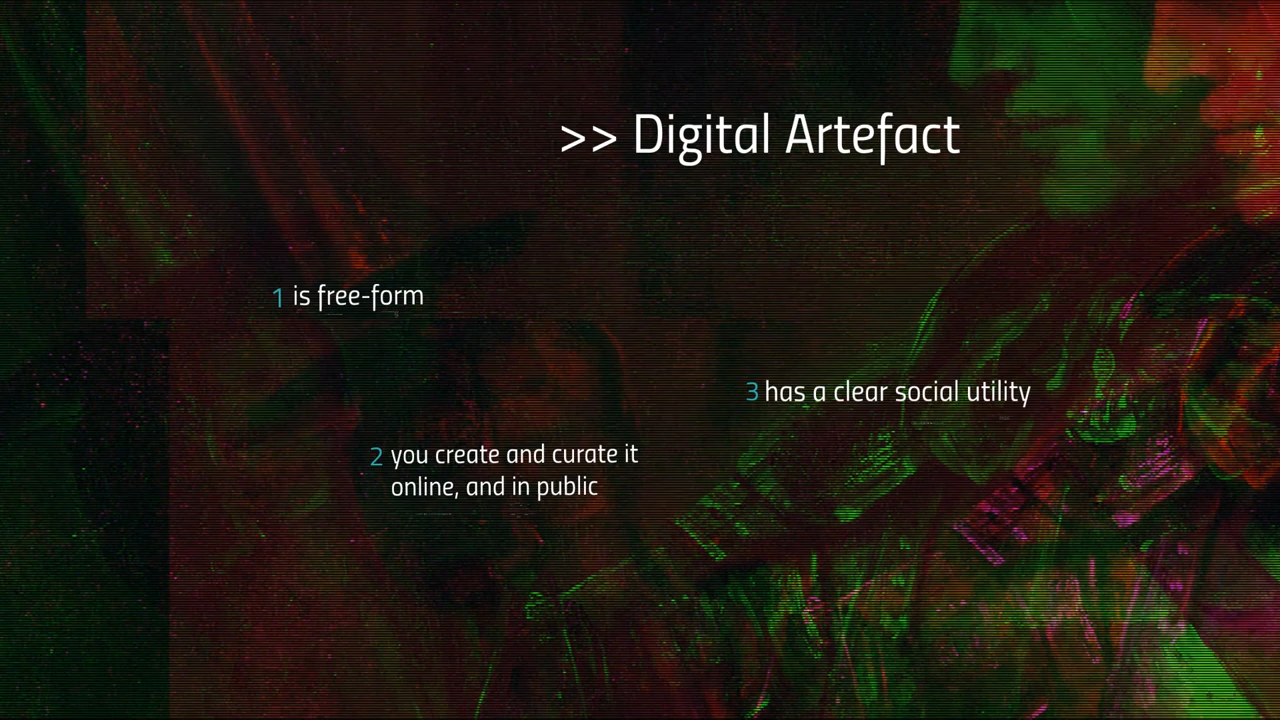 >> Digital Artefact
1 is free-form
2 you create and curate it
online, and in public
3 has a clear social utility